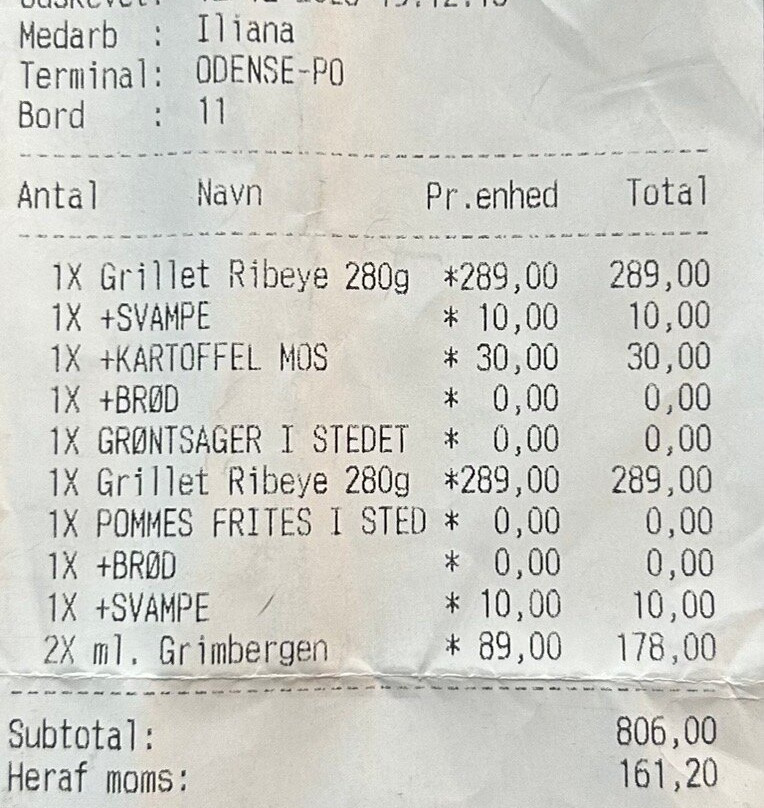 Medarb : Iliana
Terminal: ODENSE-PO
Bord : 11
Antal Navn Pr.enhed Total
1X Grillet Ribeye 280g *289,00 289,00
1X +SVAMPE * 10,00 10,00
1X +KARTOFFEL MOS * 30,00 30,00
1X +BRØD * 0,00 0,00
1X GRØNTSAGER I STEDET * 0,00 0,00
1X Grillet Ribeye 280g *289,00 289,00
1X POMMES FRITES I STED * 0,00 0,00
1X +BRØD * 0,00 0,00
1X +SVAMPE * 10,00 10,00
2X ml. Grimbergen * 89,00 178,00
Subtotal: 806,00
Heraf moms: 161,20